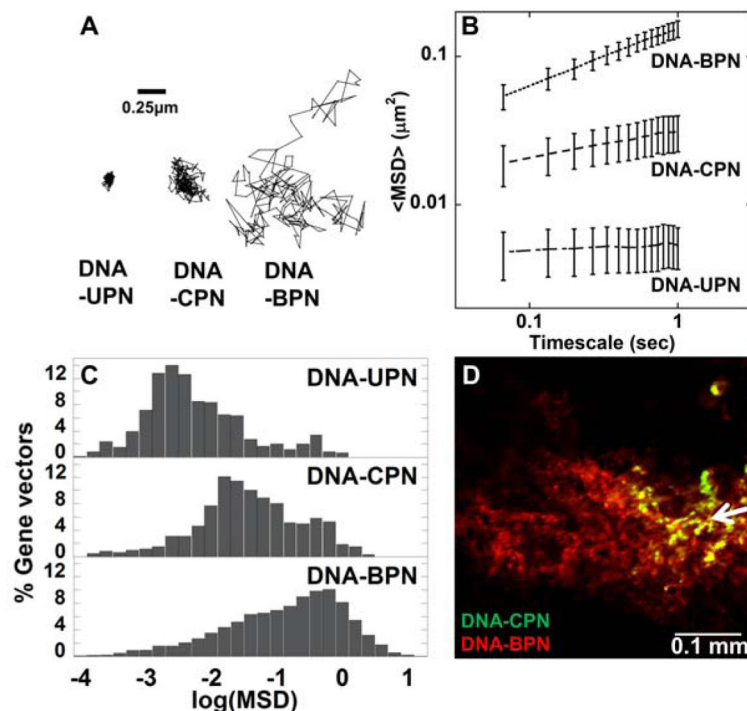 A
0.25µm
DNA
-UPN
DNA
-CPN
DNA
-BPN
B
<MSD> (µm²)
0.1
0.01
DNA-BPN
DNA-CPN
DNA-UPN
0.1
1
Timescale (sec)
C
% Gene vectors
12
8
4
0
DNA-UPN
12
8
4
0
DNA-CPN
12
8
4
0
DNA-BPN
-4 -3 -2 -1 0 1
log(MSD)
D
DNA-CPN
DNA-BPN
0.1 mm